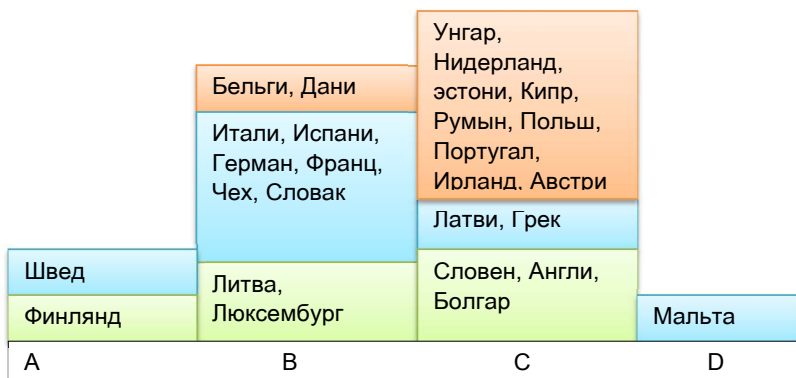 Унгар,
Нидерланд,
эстони, Кипр,
Румын, Польш,
Португал,
Ирланд, Австри
Бельги, Дани
Итали, Испани,
Герман, Франц,
Чех, Словак
Латви, Грек
Швед
Литва,
Люксембург
Словен, Англи,
Болгар
Финлянд
Мальта
A
B
C
D